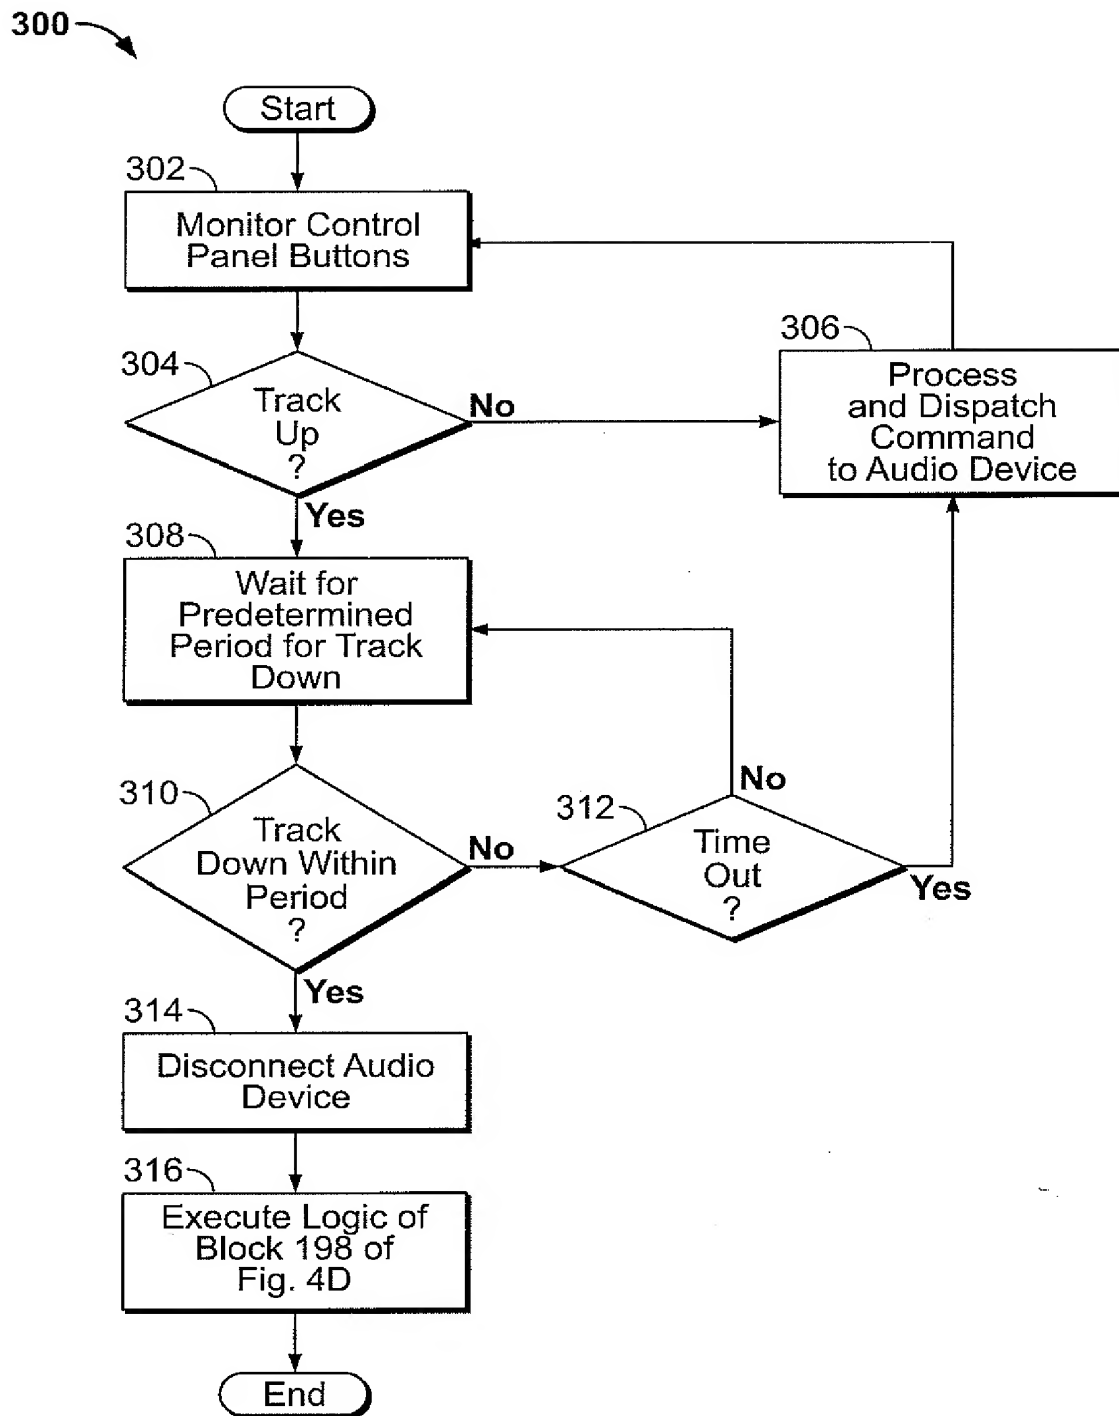 300
Start
302
Monitor Control
Panel Buttons
304
Track
Up
?
No
Yes
306
Process
and Dispatch
Command
to Audio Device
308
Wait for
Predetermined
Period for Track
Down
310
Track
Down Within
Period
?
No
Yes
312
Time
Out
?
No
Yes
314
Disconnect Audio
Device
316
Execute Logic of
Block 198 of
Fig. 4D
End